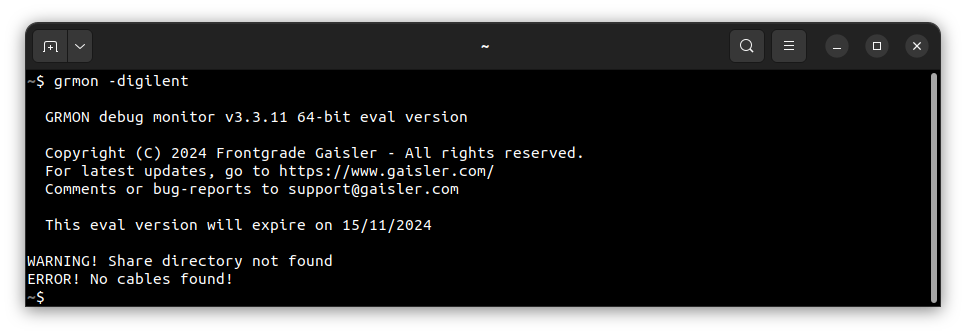 ~
~$ grmon -digilent
GRMON debug monitor v3.3.11 64-bit eval version
Copyright (C) 2024 Frontgrade Gaisler - All rights reserved.
For latest updates, go to https://www.gaisler.com/
Comments or bug-reports to support@gaisler.com
This eval version will expire on 15/11/2024
WARNING! Share directory not found
ERROR! No cables found!
~$